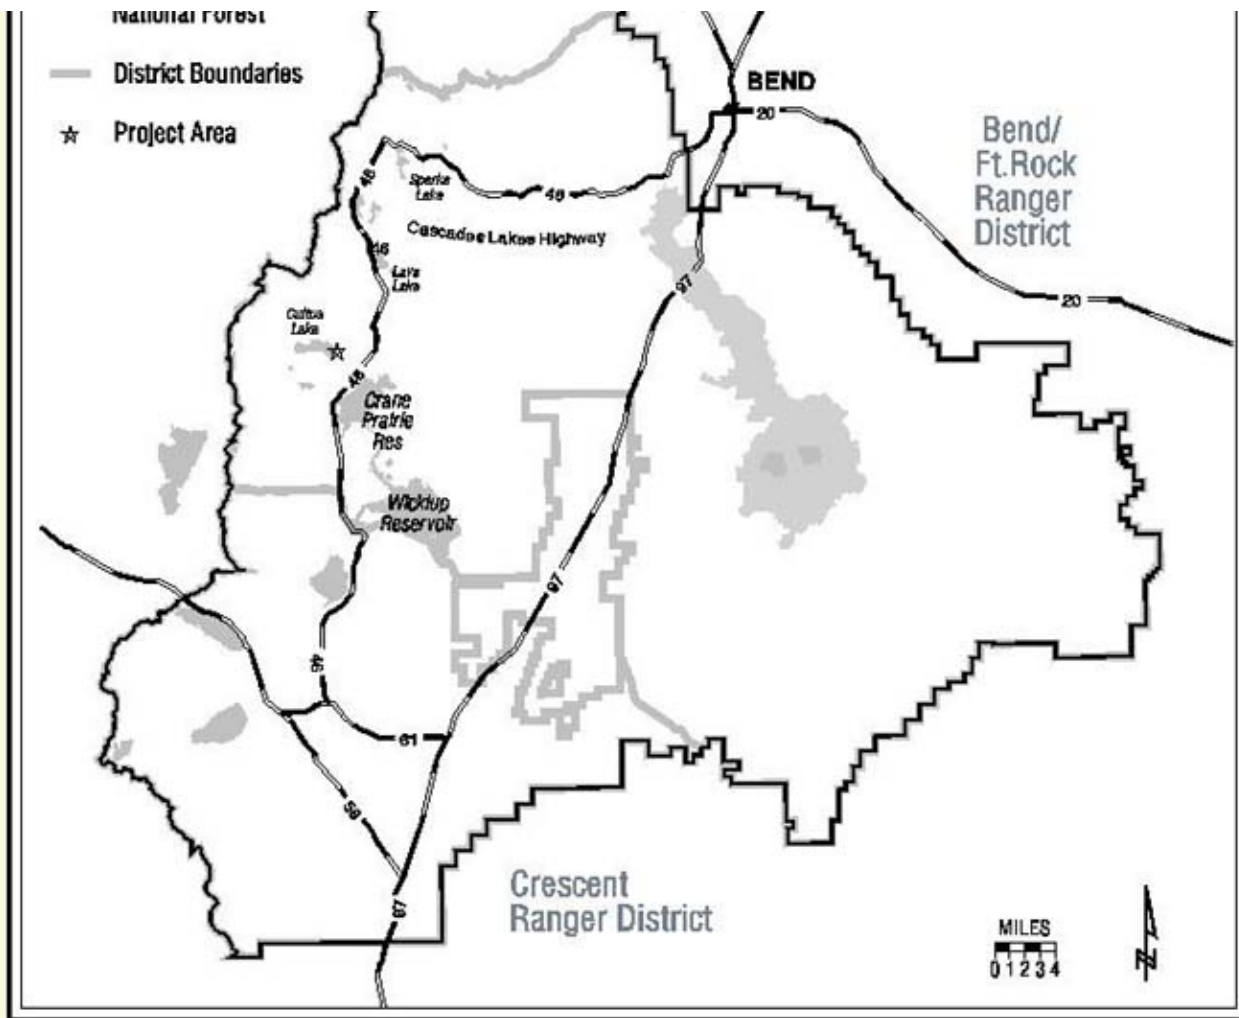 National Forest
District Boundaries
Project Area
BEND
20
Bend/
Ft.Rock
Ranger
District
46
Sparks
Lake
46
Cascades Lakes Highway
46
Lava
Lake
97
20
Cultus
Lake
46
Crane
Prairie
Res
Wickiup
Reservoir
97
46
61
58
Crescent
Ranger District
97
MILES
0 1 2 3 4
N